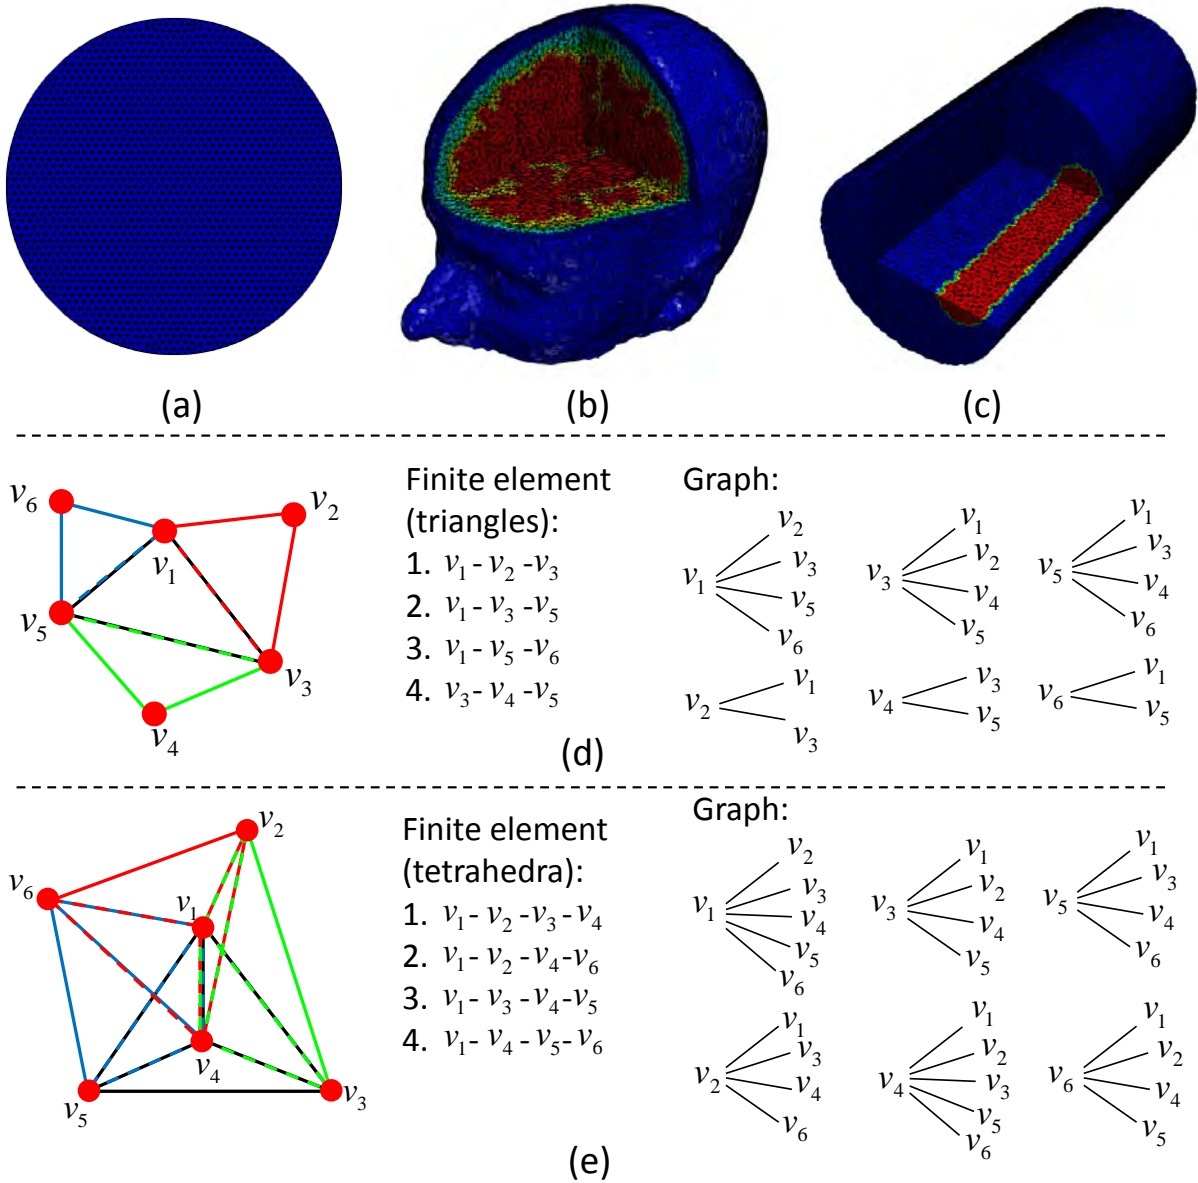 (a)
(b)
(c)
v6
v2
v1
v5
v3
v4
Finite element
(triangles):
1. v1 - v2 - v3
2. v1 - v3 - v5
3. v1 - v5 - v6
4. v3 - v4 - v5
Graph:
v1
v2
v3
v5
v6
v3
v1
v2
v4
v5
v5
v1
v3
v4
v6
v2
v1
v3
v4
v3
v5
v6
v1
v5
(d)
v2
v6
v1
v4
v5
v3
Finite element
(tetrahedra):
1. v1 - v2 - v3 - v4
2. v1 - v2 - v4 - v6
3. v1 - v3 - v4 - v5
4. v1 - v4 - v5 - v6
Graph:
v1
v2
v3
v4
v5
v6
v3
v1
v2
v4
v5
v5
v1
v3
v4
v6
v2
v1
v3
v4
v6
v4
v1
v2
v3
v5
v6
v6
v1
v2
v4
v5
(e)